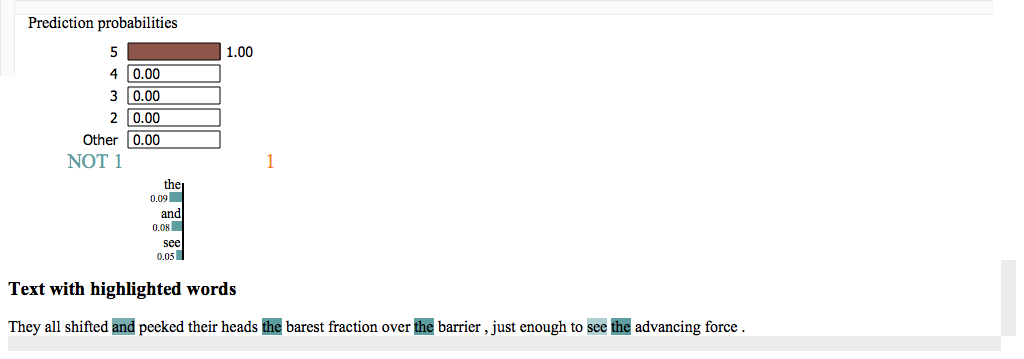 Prediction probabilities
5 1.00
4 0.00
3 0.00
2 0.00
Other 0.00
NOT 1 1
the
0.09
and
0.08
see
0.05
Text with highlighted words
They all shifted and peeked their heads the barest fraction over the barrier , just enough to see the advancing force .